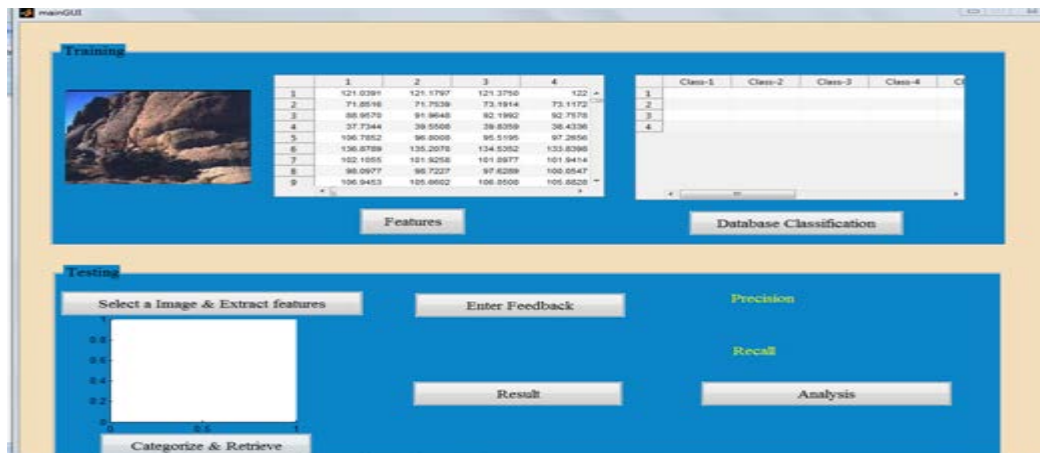 mainGUI
Training
1 2 3 4
1 121.0391 121.1797 121.3750 122
2 71.8516 71.7539 73.1914 73.1172
3 88.9570 91.9648 92.1992 92.7578
4 37.7344 39.5508 39.8359 38.4336
5 106.7852 96.8008 95.5195 97.2656
6 136.8789 135.2078 134.5352 133.8398
7 102.1055 101.9258 101.8977 101.9414
8 98.0977 98.7227 97.6289 100.0547
9 106.9453 105.6602 106.0508 105.8828
Class-1 Class-2 Class-3 Class-4 Cl
1
2
3
4
Features
Database Classification
Testing
Select a Image & Extract features
Enter Feedback
Precision
Recall
1
0.8
0.6
0.4
0.2
0
0 0.5 1
Result
Analysis
Categorize & Retrieve